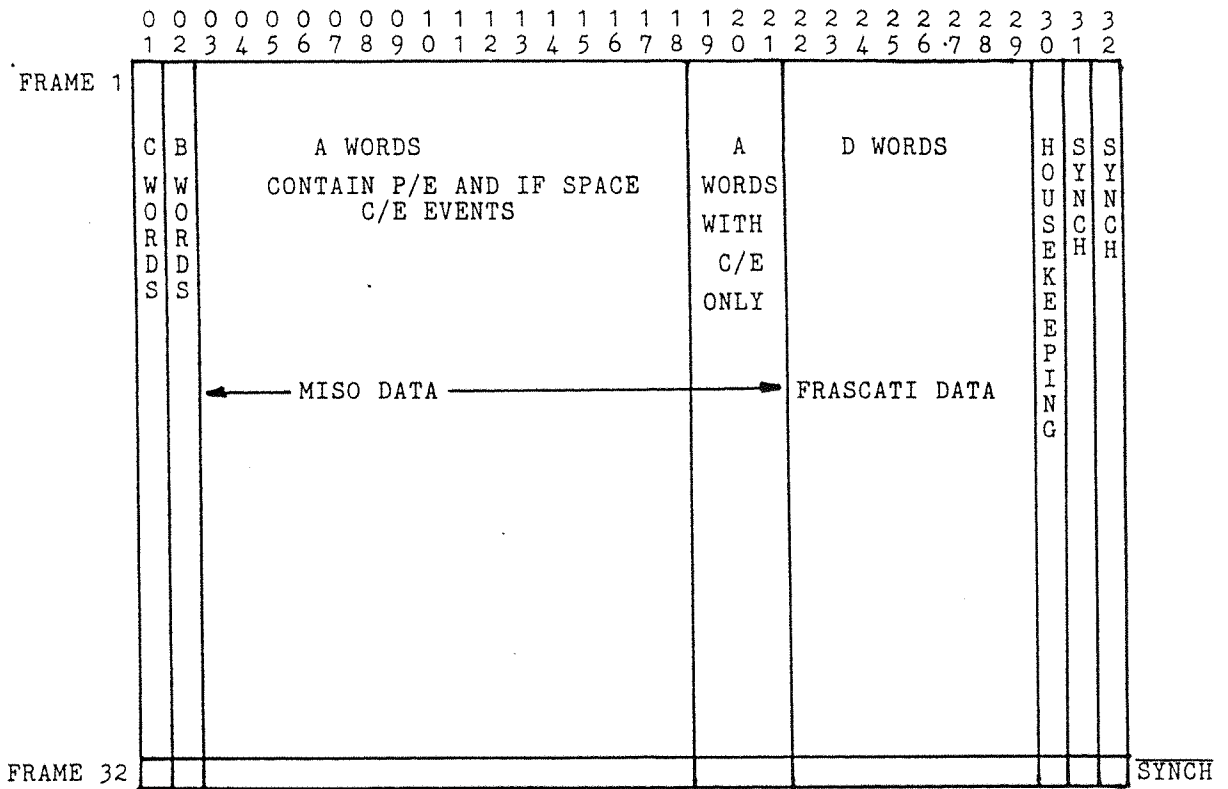 0 0 0 0 0 0 0 0 0 1 1 1 1 1 1 1 1 1 1 2 2 2 2 2 2 2 2 2 2 3 3 3
1 2 3 4 5 6 7 8 9 0 1 2 3 4 5 6 7 8 9 0 1 2 3 4 5 6 7 8 9 0 1 2
FRAME 1
C WORDS
B WORDS
A WORDS
CONTAIN P/E AND IF SPACE
C/E EVENTS
A
WORDS
WITH
C/E
ONLY
D WORDS
HOUSEKEEPING
SYNCH
SYNCH
MISO DATA
FRASCATI DATA
FRAME 32
S̅Y̅N̅C̅H̅